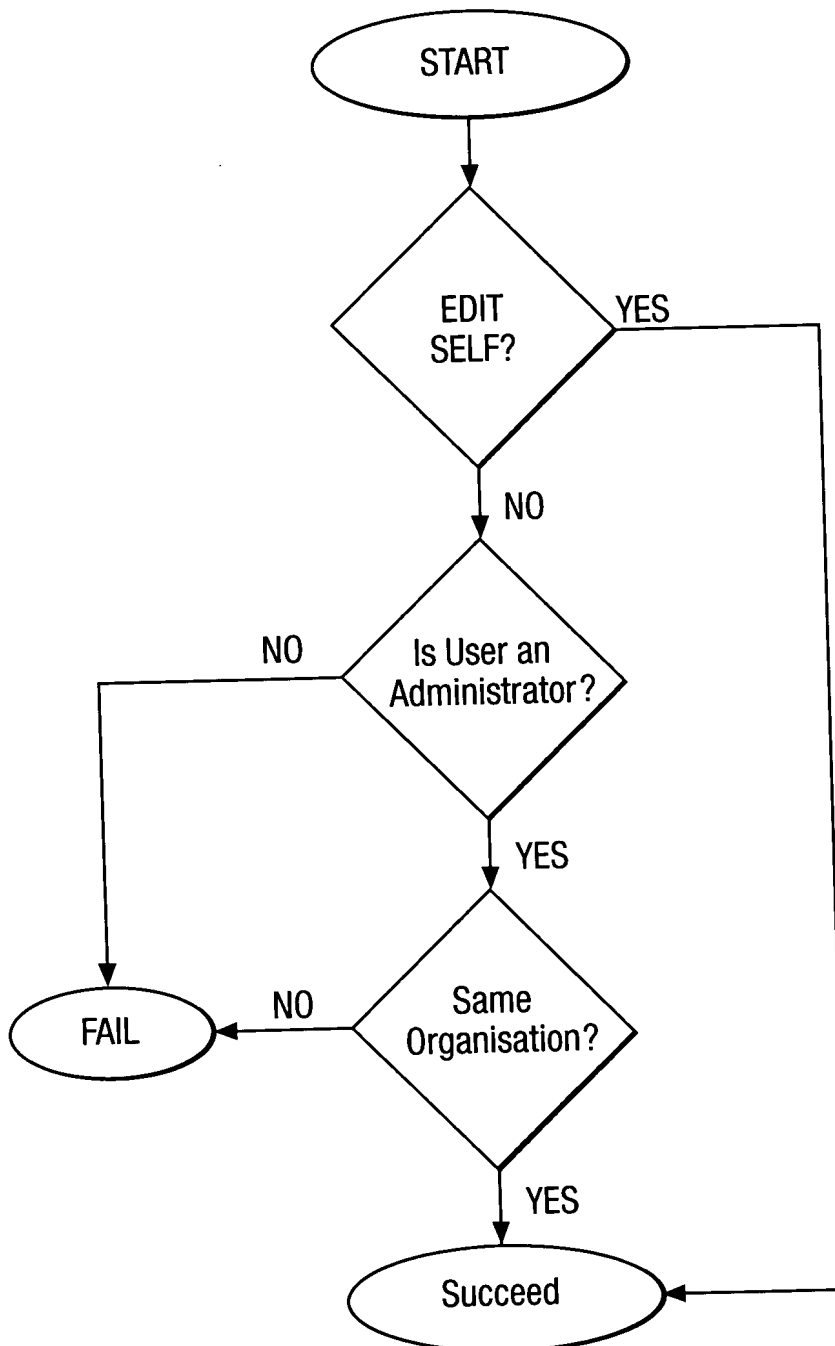 START
EDIT
SELF?
YES
NO
Is User an
Administrator?
NO
YES
Same
Organisation?
NO
FAIL
YES
Succeed